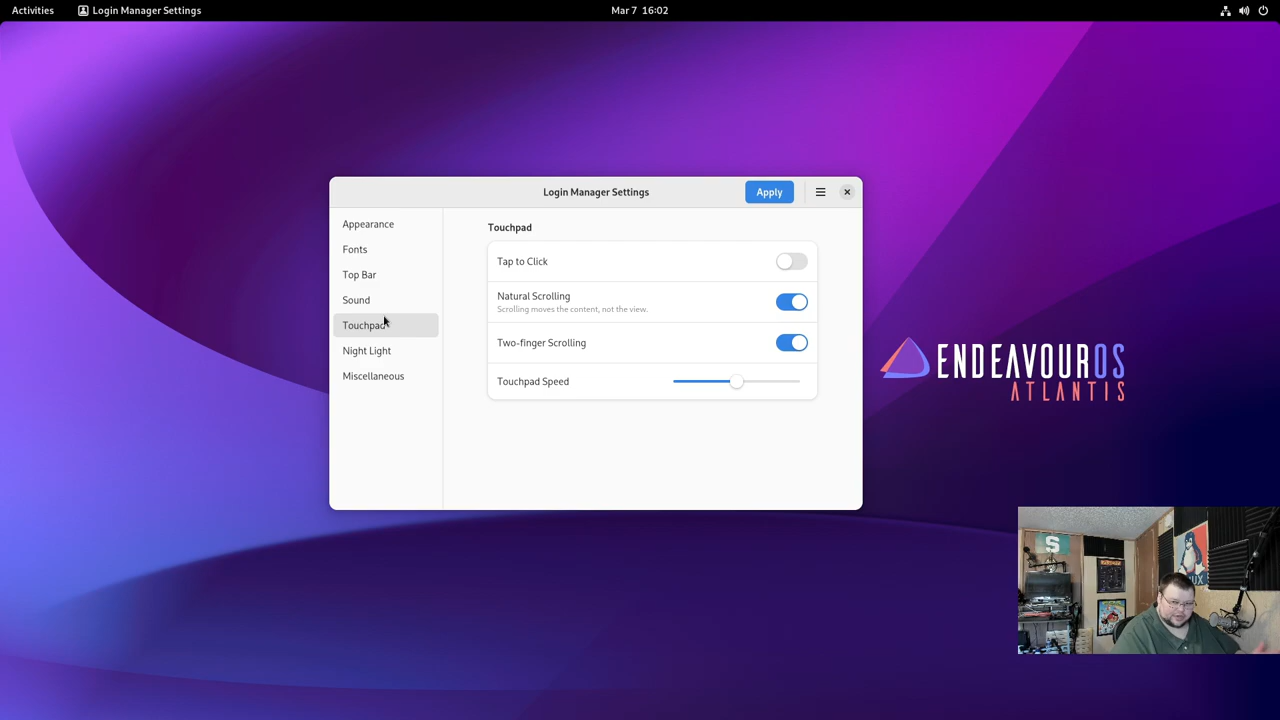 Activities
Login Manager Settings
Mar 7 16:02
Login Manager Settings
Apply
Appearance
Fonts
Top Bar
Sound
Touchpad
Night Light
Miscellaneous
Touchpad
Tap to Click
Natural Scrolling
Scrolling moves the content, not the view.
Two-finger Scrolling
Touchpad Speed
ENDEAVOUROS
ATLANTIS
S
UX